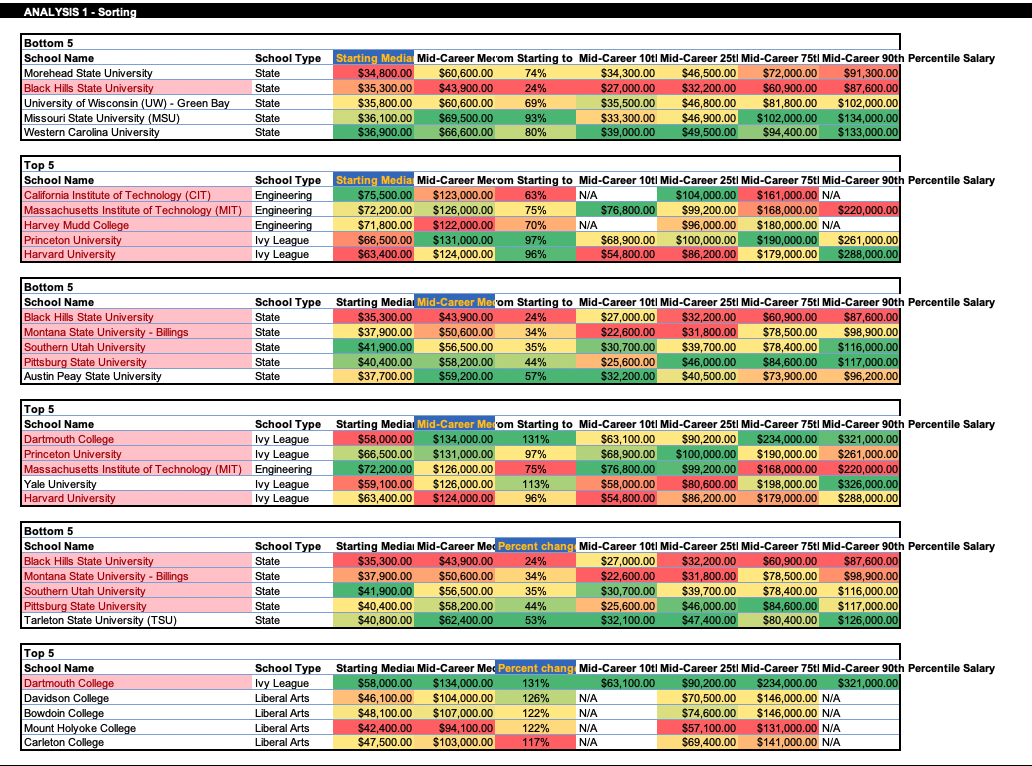 ANALYSIS 1 - Sorting
Bottom 5
School Name School Type Starting Media Mid-Career Me om Starting to Mid-Career 10t Mid-Career 25t Mid-Career 75t Mid-Career 90th Percentile Salary
Morehead State University State $34,800.00 $60,600.00 74% $34,300.00 $46,500.00 $72,000.00 $91,300.00
Black Hills State University State $35,300.00 $43,900.00 24% $27,000.00 $32,200.00 $60,900.00 $87,600.00
University of Wisconsin (UW) - Green Bay State $35,800.00 $60,600.00 69% $35,500.00 $46,800.00 $81,800.00 $102,000.00
Missouri State University (MSU) State $36,100.00 $69,500.00 93% $33,300.00 $46,900.00 $102,000.00 $134,000.00
Western Carolina University State $36,900.00 $66,600.00 80% $39,000.00 $49,500.00 $94,400.00 $133,000.00
Top 5
School Name School Type Starting Media Mid-Career Me om Starting to Mid-Career 10t Mid-Career 25t Mid-Career 75t Mid-Career 90th Percentile Salary
California Institute of Technology (CIT) Engineering $75,500.00 $123,000.00 63% N/A $104,000.00 $161,000.00 N/A
Massachusetts Institute of Technology (MIT) Engineering $72,200.00 $126,000.00 75% $76,800.00 $99,200.00 $168,000.00 $220,000.00
Harvey Mudd College Engineering $71,800.00 $122,000.00 70% N/A $96,000.00 $180,000.00 N/A
Princeton University Ivy League $66,500.00 $131,000.00 97% $68,900.00 $100,000.00 $190,000.00 $261,000.00
Harvard University Ivy League $63,400.00 $124,000.00 96% $54,800.00 $86,200.00 $179,000.00 $288,000.00
Bottom 5
School Name School Type Starting Media Mid-Career Me om Starting to Mid-Career 10t Mid-Career 25t Mid-Career 75t Mid-Career 90th Percentile Salary
Black Hills State University State $35,300.00 $43,900.00 24% $27,000.00 $32,200.00 $60,900.00 $87,600.00
Montana State University - Billings State $37,900.00 $50,600.00 34% $22,600.00 $31,800.00 $78,500.00 $98,900.00
Southern Utah University State $41,900.00 $56,500.00 35% $30,700.00 $39,700.00 $78,400.00 $116,000.00
Pittsburg State University State $40,400.00 $58,200.00 44% $25,600.00 $46,000.00 $84,600.00 $117,000.00
Austin Peay State University State $37,700.00 $59,200.00 57% $32,200.00 $40,500.00 $73,900.00 $96,200.00
Top 5
School Name School Type Starting Media Mid-Career Me om Starting to Mid-Career 10t Mid-Career 25t Mid-Career 75t Mid-Career 90th Percentile Salary
Dartmouth College Ivy League $58,000.00 $134,000.00 131% $63,100.00 $90,200.00 $234,000.00 $321,000.00
Princeton University Ivy League $66,500.00 $131,000.00 97% $68,900.00 $100,000.00 $190,000.00 $261,000.00
Massachusetts Institute of Technology (MIT) Engineering $72,200.00 $126,000.00 75% $76,800.00 $99,200.00 $168,000.00 $220,000.00
Yale University Ivy League $59,100.00 $126,000.00 113% $58,000.00 $80,600.00 $198,000.00 $326,000.00
Harvard University Ivy League $63,400.00 $124,000.00 96% $54,800.00 $86,200.00 $179,000.00 $288,000.00
Bottom 5
School Name School Type Starting Media Mid-Career Me Percent chang Mid-Career 10t Mid-Career 25t Mid-Career 75t Mid-Career 90th Percentile Salary
Black Hills State University State $35,300.00 $43,900.00 24% $27,000.00 $32,200.00 $60,900.00 $87,600.00
Montana State University - Billings State $37,900.00 $50,600.00 34% $22,600.00 $31,800.00 $78,500.00 $98,900.00
Southern Utah University State $41,900.00 $56,500.00 35% $30,700.00 $39,700.00 $78,400.00 $116,000.00
Pittsburg State University State $40,400.00 $58,200.00 44% $25,600.00 $46,000.00 $84,600.00 $117,000.00
Tarleton State University (TSU) State $40,800.00 $62,400.00 53% $32,100.00 $47,400.00 $80,400.00 $126,000.00
Top 5
School Name School Type Starting Media Mid-Career Me Percent chang Mid-Career 10t Mid-Career 25t Mid-Career 75t Mid-Career 90th Percentile Salary
Dartmouth College Ivy League $58,000.00 $134,000.00 131% $63,100.00 $90,200.00 $234,000.00 $321,000.00
Davidson College Liberal Arts $46,100.00 $104,000.00 126% N/A $70,500.00 $146,000.00 N/A
Bowdoin College Liberal Arts $48,100.00 $107,000.00 122% N/A $74,600.00 $146,000.00 N/A
Mount Holyoke College Liberal Arts $42,400.00 $94,100.00 122% N/A $57,100.00 $131,000.00 N/A
Carleton College Liberal Arts $47,500.00 $103,000.00 117% N/A $69,400.00 $141,000.00 N/A